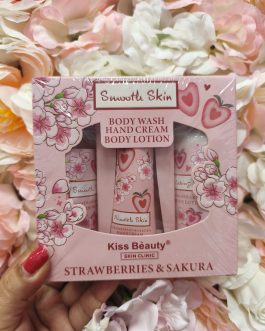 Smooth Skin
BODY WASH
HAND CREAM
BODY LOTION
Smooth Skin
Kiss Beauty®
SKIN CLINIC
STRAWBERRIES & SAKURA